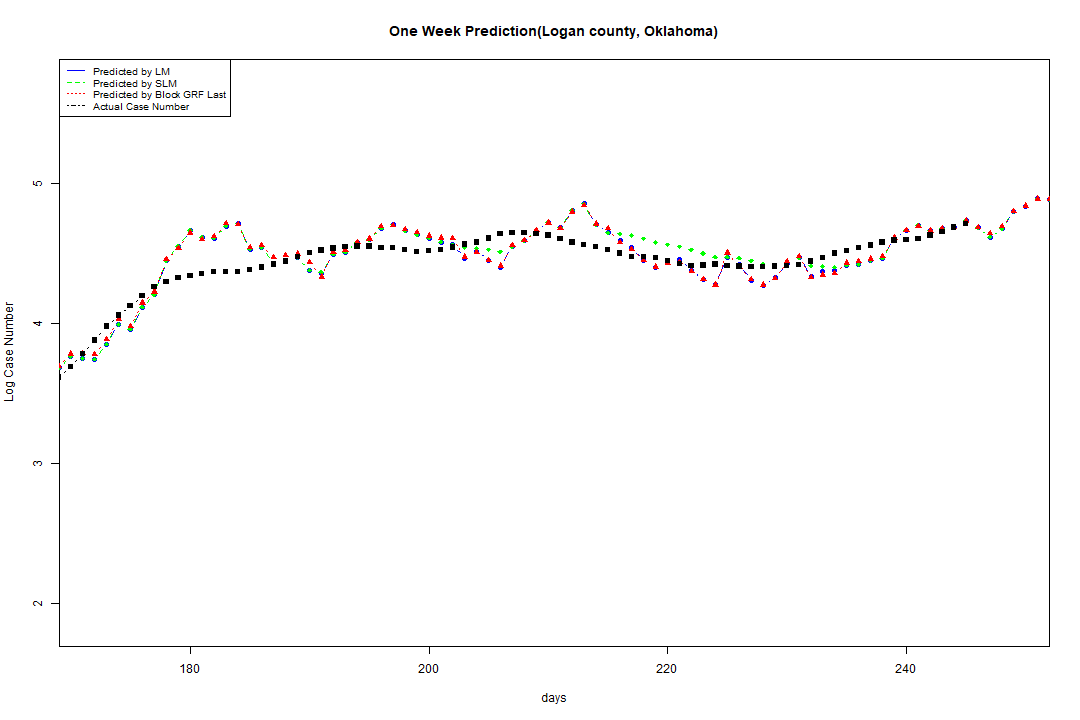 One Week Prediction(Logan county, Oklahoma)
Predicted by LM
Predicted by SLM
Predicted by Block GRF Last
Actual Case Number
5
4
3
2
Log Case Number
180 200 220 240
days